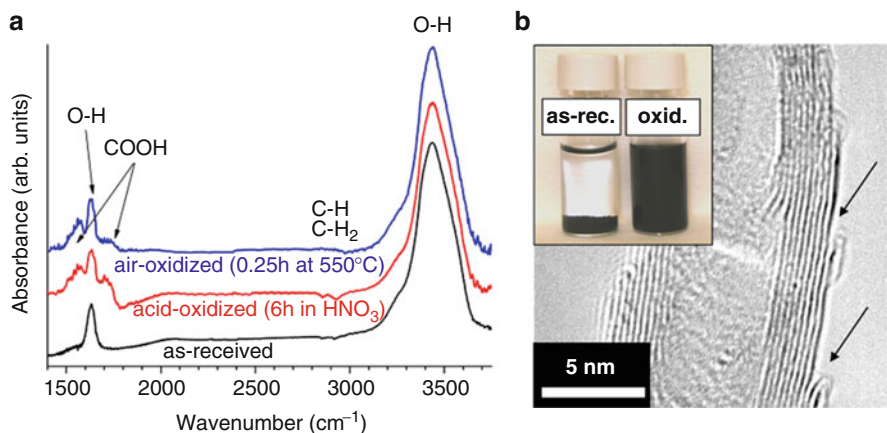 a
O-H
O-H
COOH
C-H
C-H₂
air-oxidized (0.25h at 550°C)
acid-oxidized (6h in HNO₃)
as-received
Absorbance (arb. units)
1500 2000 2500 3000 3500
Wavenumber (cm⁻¹)
b
as-rec. oxid.
5 nm